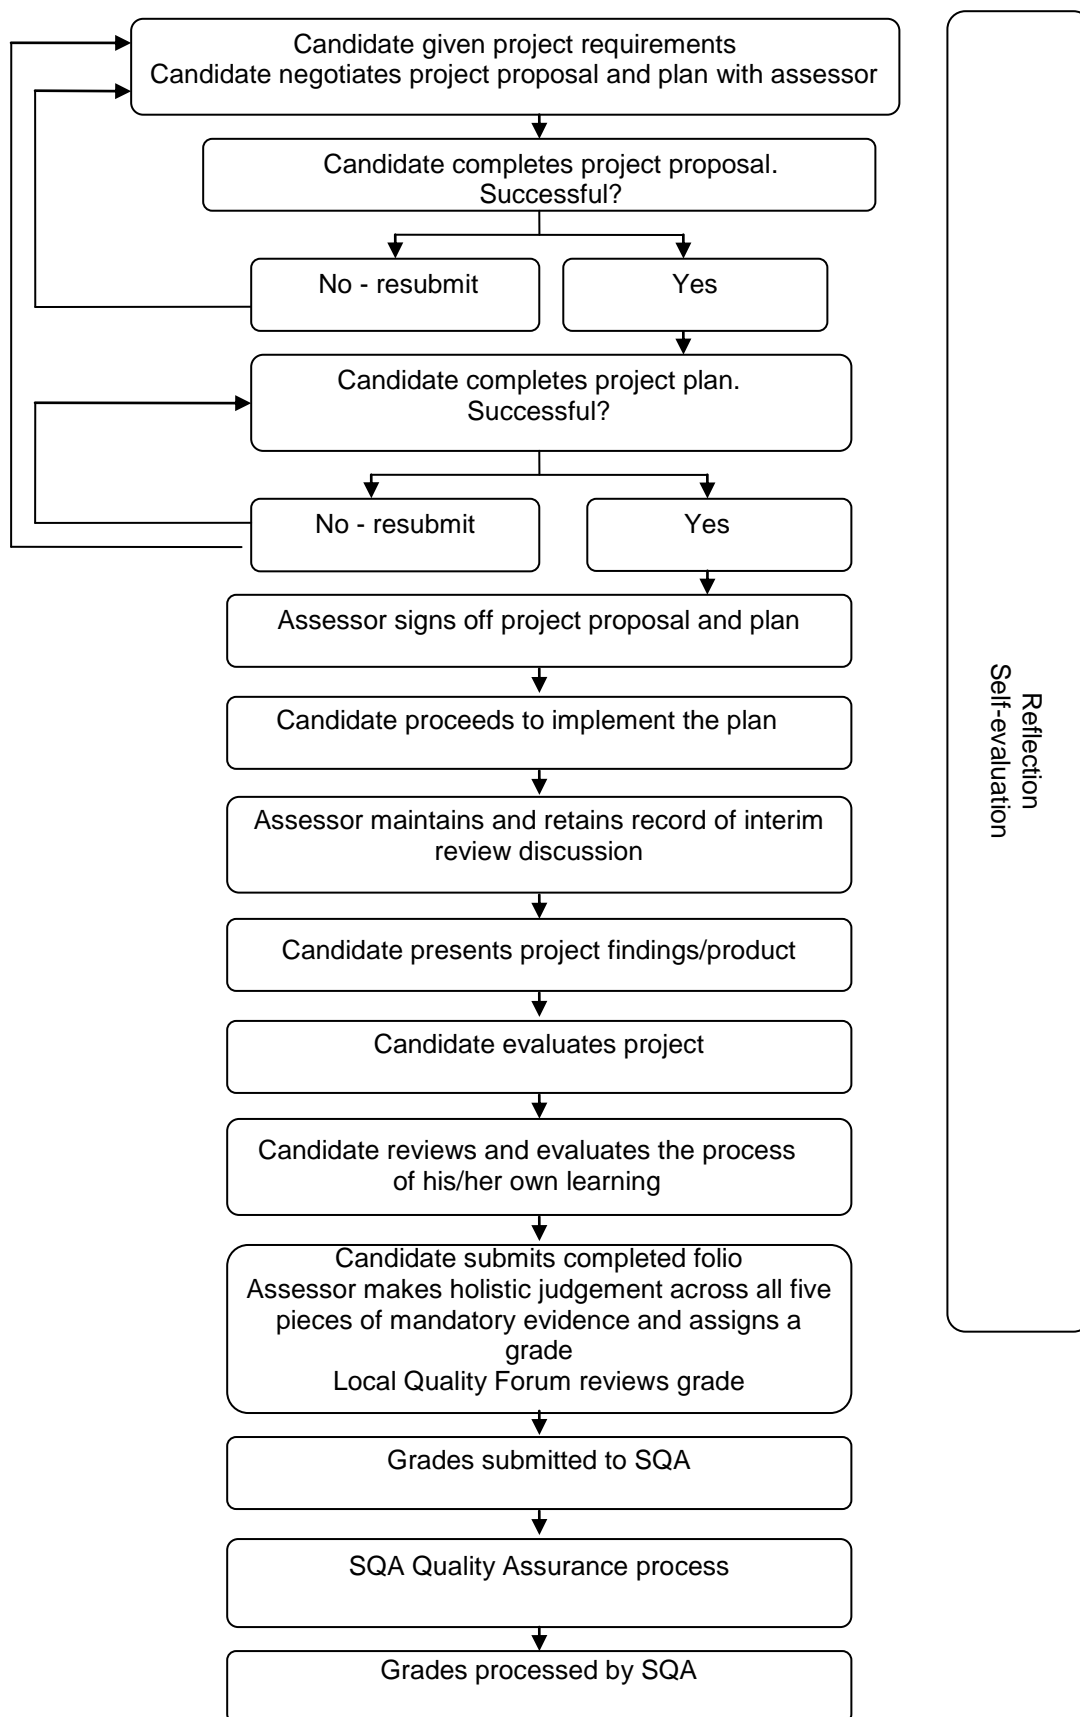 Candidate given project requirements
Candidate negotiates project proposal and plan with assessor
Candidate completes project proposal.
Successful?
No - resubmit
Yes
Candidate completes project plan.
Successful?
No - resubmit
Yes
Assessor signs off project proposal and plan
Candidate proceeds to implement the plan
Assessor maintains and retains record of interim
review discussion
Candidate presents project findings/product
Candidate evaluates project
Candidate reviews and evaluates the process
of his/her own learning
Candidate submits completed folio
Assessor makes holistic judgement across all five
pieces of mandatory evidence and assigns a
grade
Local Quality Forum reviews grade
Grades submitted to SQA
SQA Quality Assurance process
Grades processed by SQA
Reflection
Self-evaluation